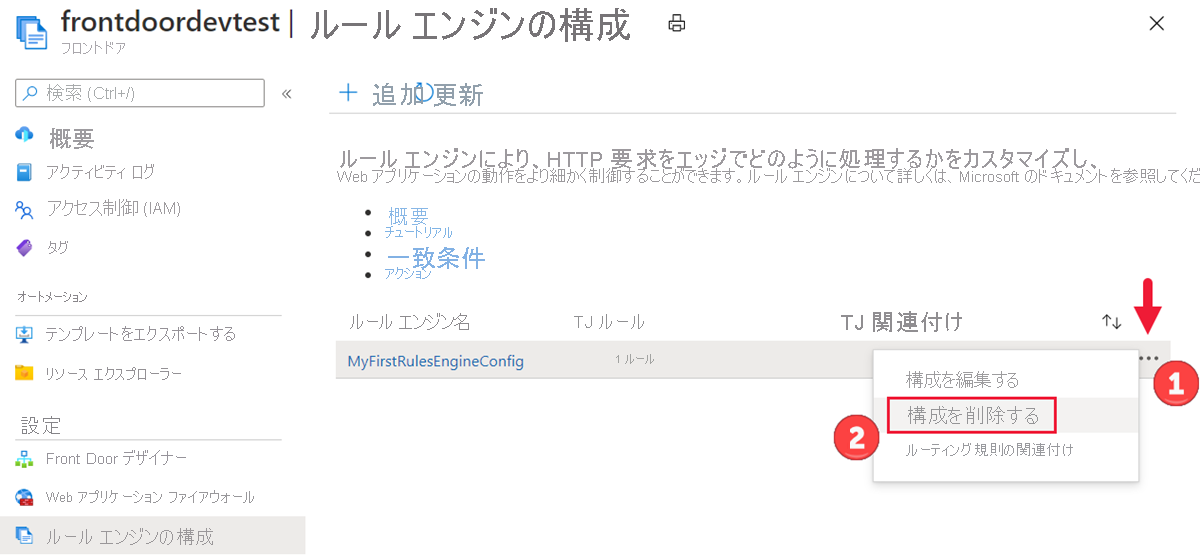 frontdoordevtest | ルール エンジンの構成
フロントドア
検索 (Ctrl+/)
概要
アクティビティ ログ
アクセス制御 (IAM)
タグ
オートメーション
テンプレートをエクスポートする
リソース エクスプローラー
設定
Front Door デザイナー
Web アプリケーション ファイアウォール
ルール エンジンの構成
追加 更新
ルール エンジンにより、HTTP 要求をエッジでどのように処理するかをカスタマイズし、
Web アプリケーションの動作をより細かく制御することができます。ルール エンジンについて詳しくは、Microsoft のドキュメントを参照してくだ
概要
チュートリアル
一致条件
アクション
ルール エンジン名 TJ ルール TJ 関連付け
MyFirstRulesEngineConfig 1 ルール
1
構成を編集する
2 構成を削除する
ルーティング規則の関連付け